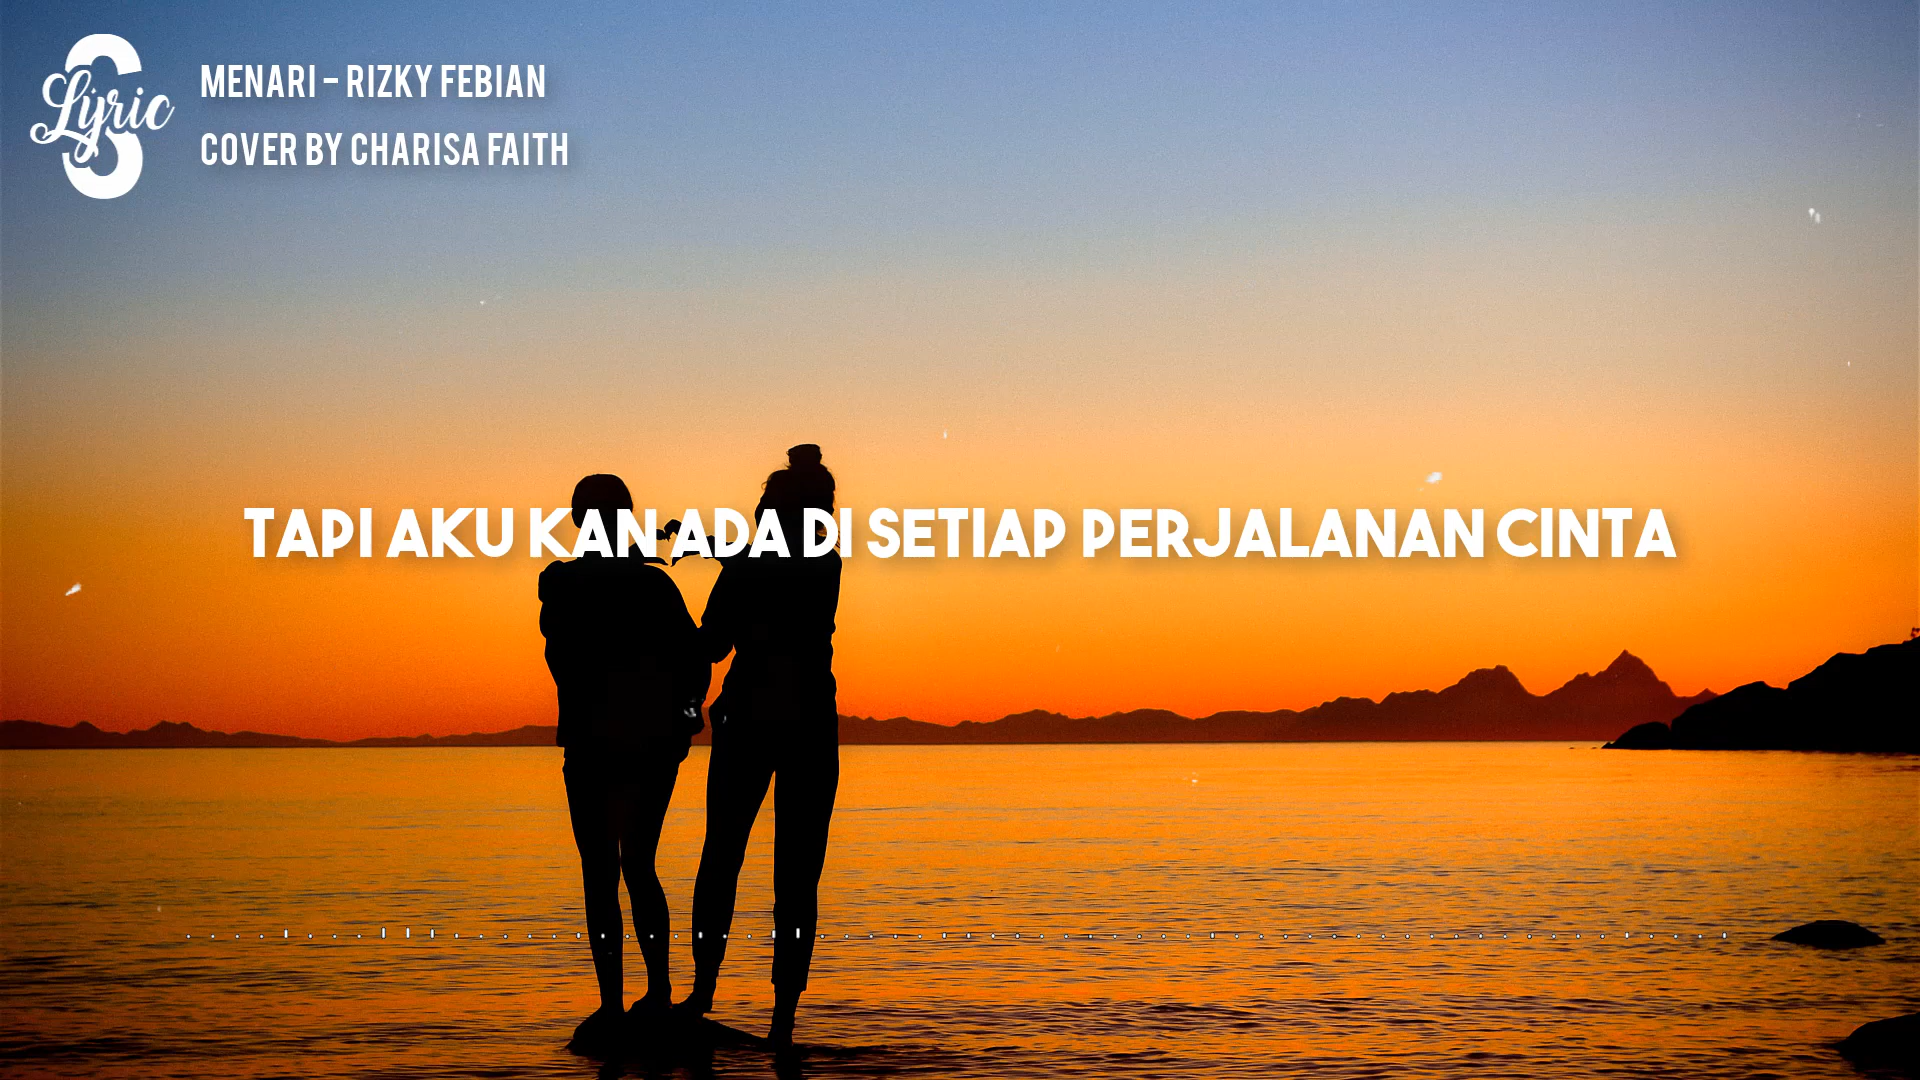 S
Lyric
MENARI - RIZKY FEBIAN
COVER BY CHARISA FAITH
TAPI AKU KAN ADA DI SETIAP PERJALANAN CINTA